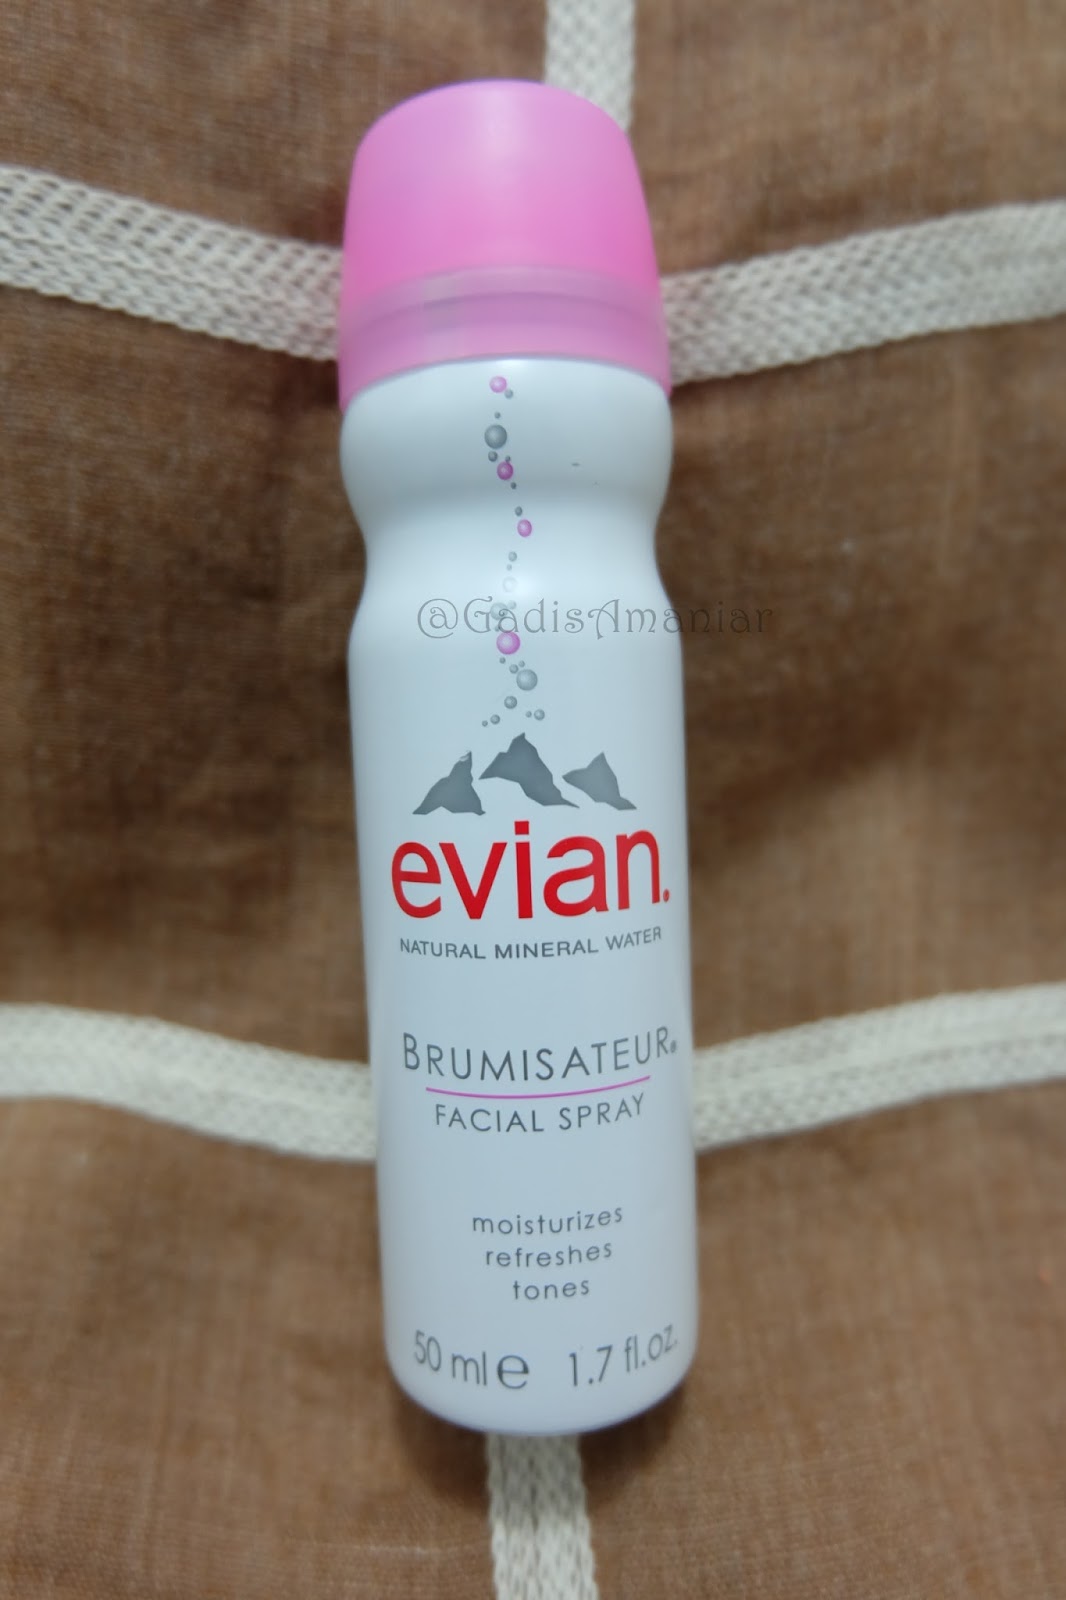 @GadisAmaniar
evian.
NATURAL MINERAL WATER
BRUMISATEUR®
FACIAL SPRAY
moisturizes
refreshes
tones
50 ml ℮ 1.7 fl.oz.